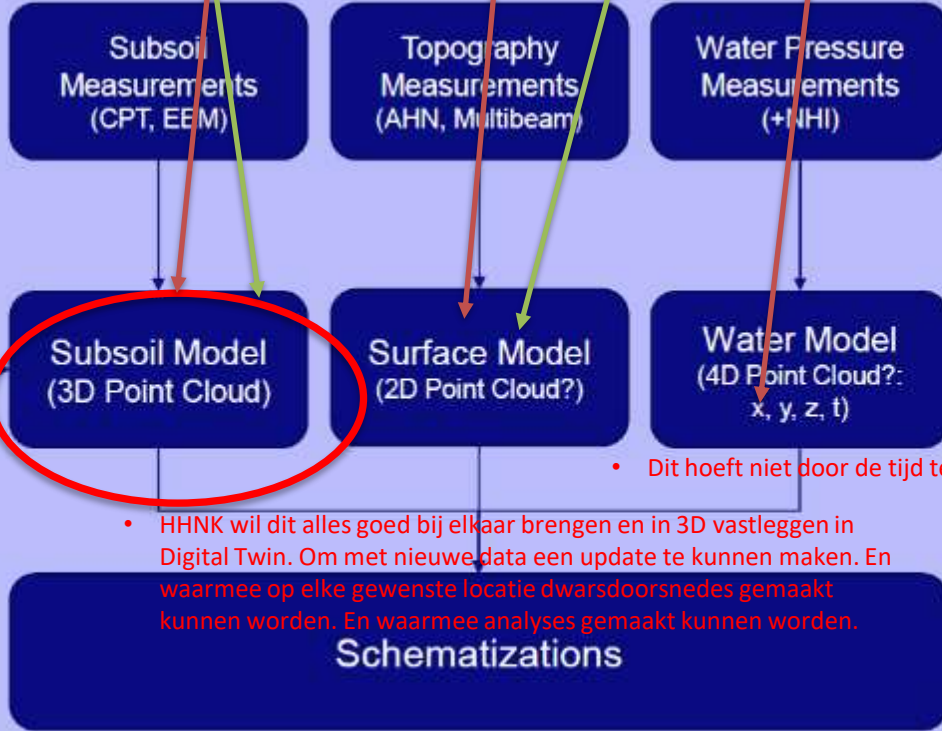 Subsoil
Measurements
(CPT, EEM)
Topography
Measurements
(AHN, Multibeam)
Water Pressure
Measurements
(+NHI)
Subsoil Model
(3D Point Cloud)
Surface Model
(2D Point Cloud?)
Water Model
(4D Point Cloud?:
x, y, z, t)
• Dit hoeft niet door de tijd te
• HHNK wil dit alles goed bij elkaar brengen en in 3D vastleggen in
Digital Twin. Om met nieuwe data een update te kunnen maken. En
waarmee op elke gewenste locatie dwarsdoorsnedes gemaakt
kunnen worden. En waarmee analyses gemaakt kunnen worden.
Schematizations